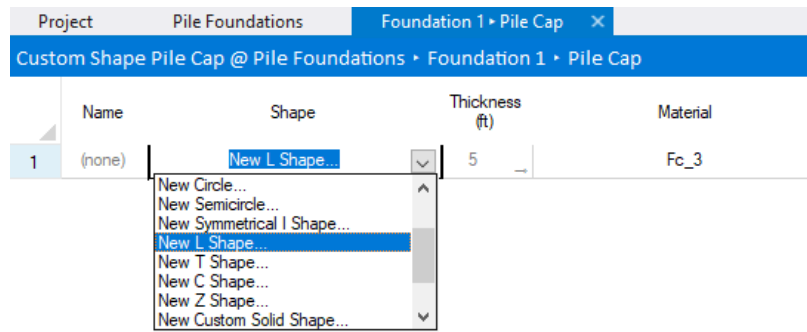 Project Pile Foundations Foundation 1 ▸ Pile Cap ×
Custom Shape Pile Cap @ Pile Foundations ▸ Foundation 1 ▸ Pile Cap
Name Shape Thickness (ft) Material
1 (none) New L Shape... 5 Fc_3
New Circle...
New Semicircle...
New Symmetrical I Shape...
New L Shape...
New T Shape...
New C Shape...
New Z Shape...
New Custom Solid Shape...